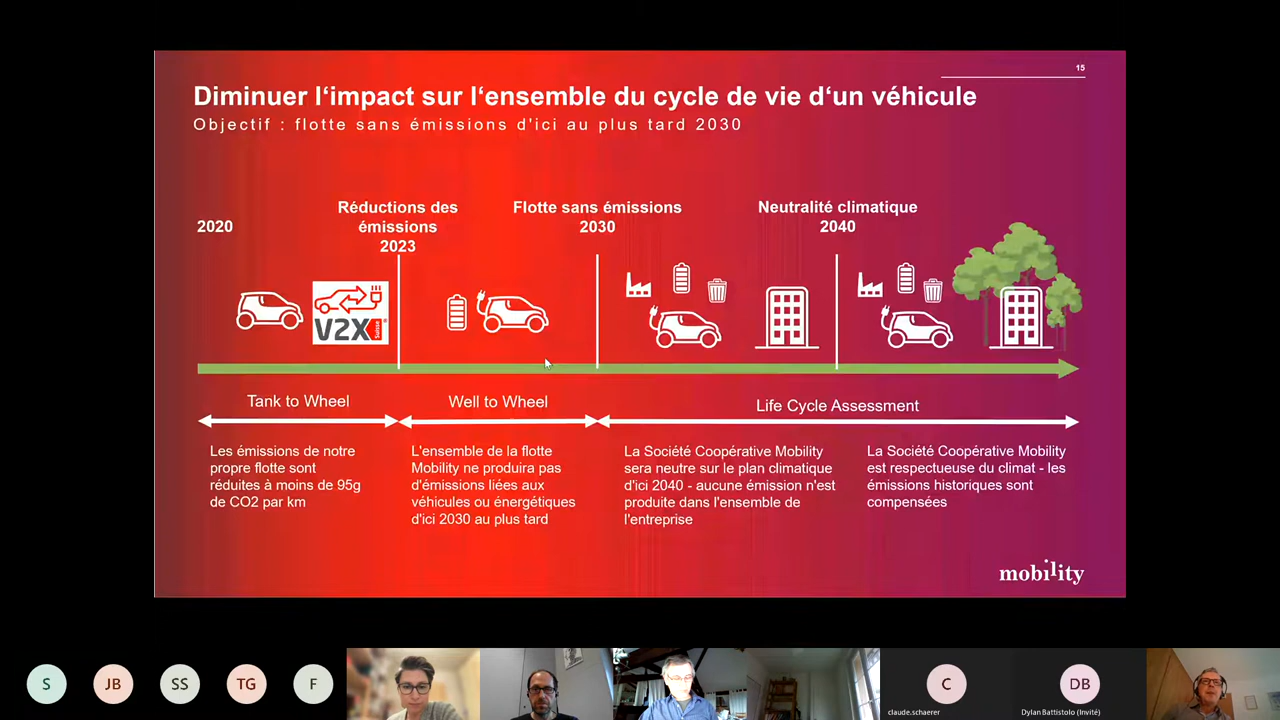 15
Diminuer l‘impact sur l‘ensemble du cycle de vie d‘un véhicule
Objectif : flotte sans émissions d'ici au plus tard 2030
2020
Réductions des
émissions
2023
Flotte sans émissions
2030
Neutralité climatique
2040
V2X
suisse
Tank to Wheel
Well to Wheel
Life Cycle Assessment
Les émissions de notre
propre flotte sont
réduites à moins de 95g
de CO2 par km
L'ensemble de la flotte
Mobility ne produira pas
d'émissions liées aux
véhicules ou énergétiques
d'ici 2030 au plus tard
La Société Coopérative Mobility
sera neutre sur le plan climatique
d'ici 2040 - aucune émission n'est
produite dans l'ensemble de
l'entreprise
La Société Coopérative Mobility
est respectueuse du climat - les
émissions historiques sont
compensées
mobility
S
JB
SS
TG
F
C
DB
claude.schaerer
Dylan Battistolo (Invité)